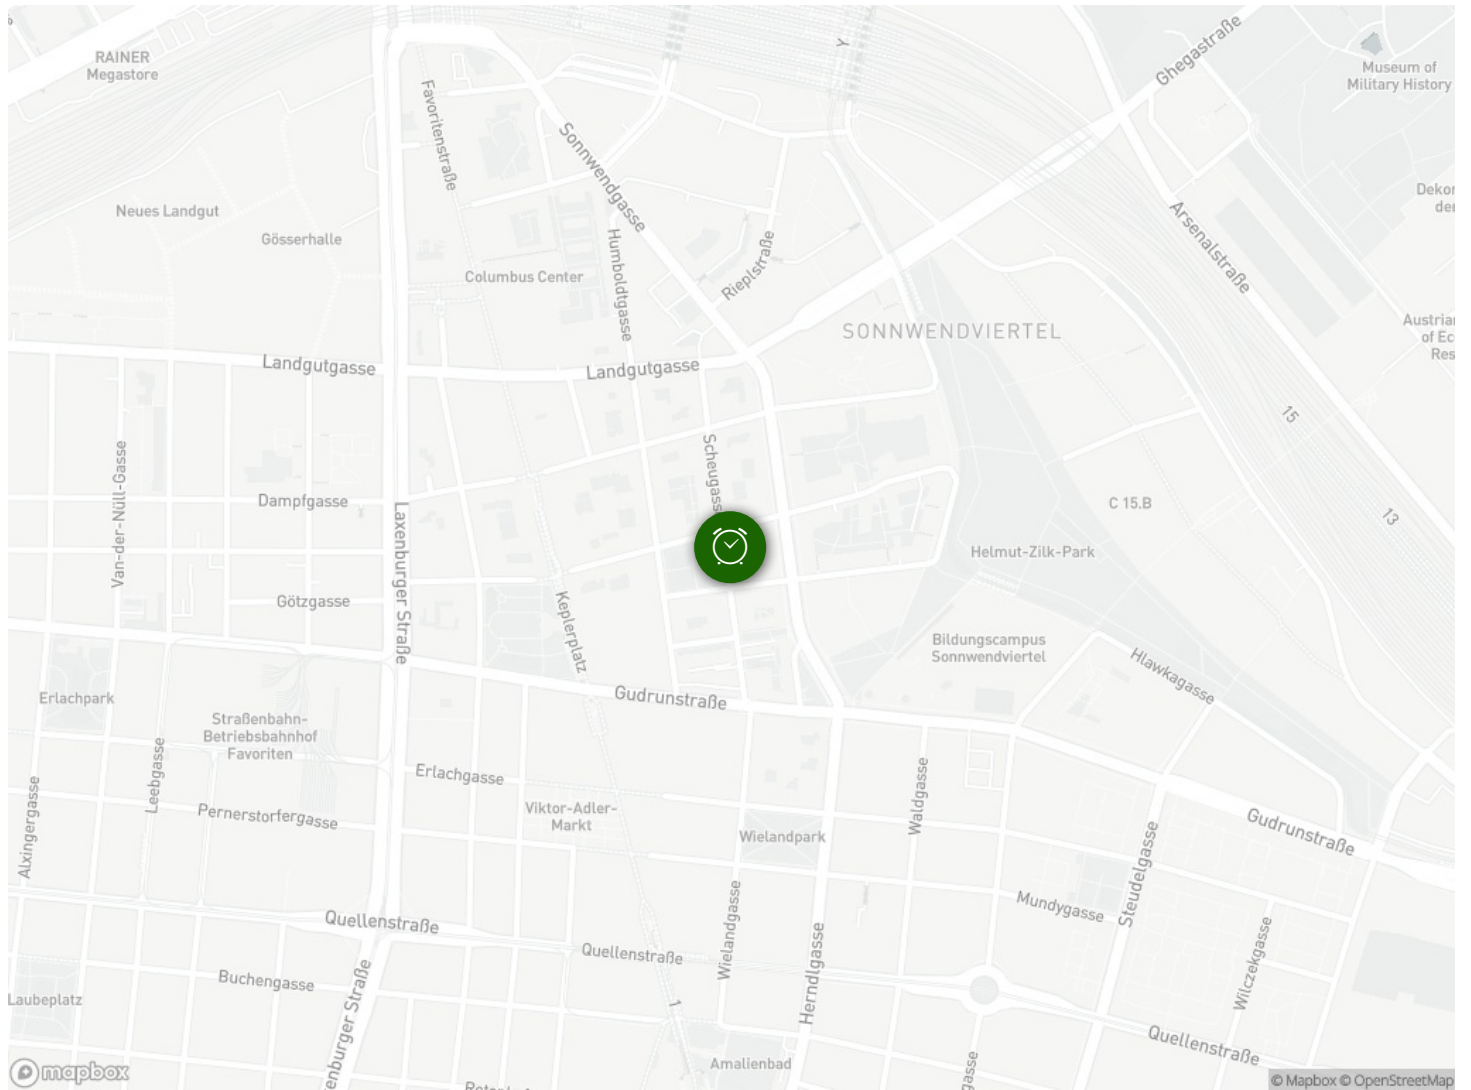 RAINER
Megastore
Ghegastraße
Museum of
Military History
Favoritenstraße
Sonnwendgasse
Neues Landgut
Gösserhalle
Arsenalstraße
Columbus Center
Humboldtgasse
Rieplstraße
SONNWENDVIERTEL
Landgutgasse
Landgutgasse
15
Van-der-Null-Gasse
Scheugasse
Dampfgasse
Laxenburger Straße
C 15.B
13
Helmut-Zilk-Park
Götzgasse
Keplerplatz
Bildungscampus
Sonnwendviertel
Hlawkagasse
Erlachpark
Gudrunstraße
Straßenbahn-
Betriebsbahnhof
Favoriten
Leebgasse
Alxingergasse
Erlachgasse
Waldgasse
Pernerstorfergasse
Viktor-Adler-
Markt
Wielandpark
Gudrunstraße
Steudelgasse
Mundygasse
Quellenstraße
Quellenstraße
Wielandgasse
Herndlgasse
Wilczekgasse
Buchengasse
Laubeplatz
1
Quellenstraße
Amalienbad
mapbox
© Mapbox © OpenStreetMap